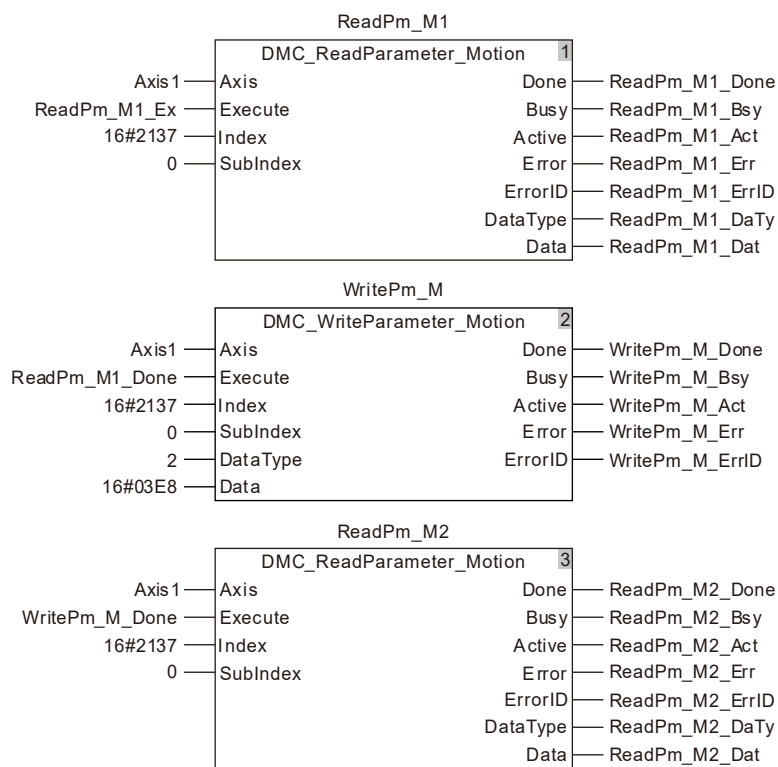 ReadPm_M1
DMC_ReadParameter_Motion 1
Axis1 Axis Done ReadPm_M1_Done
ReadPm_M1_Ex Execute Busy ReadPm_M1_Bsy
16#2137 Index Active ReadPm_M1_Act
0 SubIndex Error ReadPm_M1_Err
ErrorID ReadPm_M1_ErrID
DataType ReadPm_M1_DaTy
Data ReadPm_M1_Dat
WritePm_M
DMC_WriteParameter_Motion 2
Axis1 Axis Done WritePm_M_Done
ReadPm_M1_Done Execute Busy WritePm_M_Bsy
16#2137 Index Active WritePm_M_Act
0 SubIndex Error WritePm_M_Err
2 DataType ErrorID WritePm_M_ErrID
16#03E8 Data
ReadPm_M2
DMC_ReadParameter_Motion 3
Axis1 Axis Done ReadPm_M2_Done
WritePm_M_Done Execute Busy ReadPm_M2_Bsy
16#2137 Index Active ReadPm_M2_Act
0 SubIndex Error ReadPm_M2_Err
ErrorID ReadPm_M2_ErrID
DataType ReadPm_M2_DaTy
Data ReadPm_M2_Dat